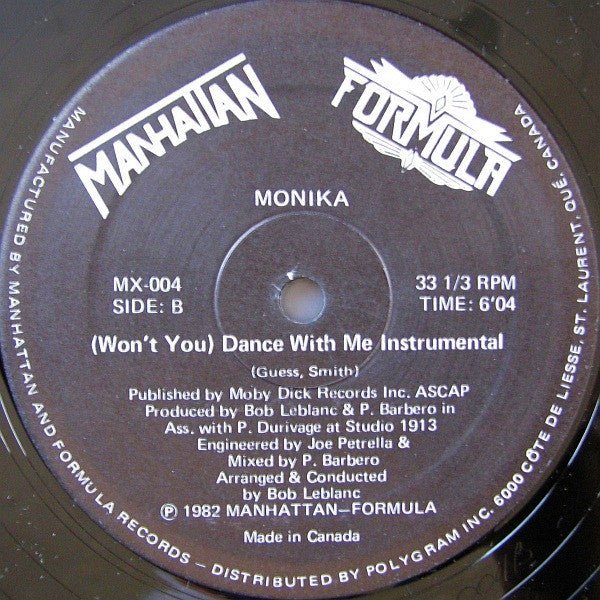 MANHATTAN
FORMULA
MONIKA
MX-004
SIDE: B
33 1/3 RPM
TIME: 6'04
(Won't You) Dance With Me Instrumental
(Guess, Smith)
Published by Moby Dick Records Inc. ASCAP
Produced by Bob Leblanc & P. Barbero in
Ass. with P. Durivage at Studio 1913
Engineered by Joe Petrella &
Mixed by P. Barbero
Arranged & Conducted
by Bob Leblanc
Ⓟ 1982 MANHATTAN–FORMULA
Made in Canada
MANUFACTURED BY MANHATTAN AND FORMULA RECORDS – DISTRIBUTED BY POLYGRAM INC. 6000 CÔTE DE LIESSE, ST. LAURENT, QUE, CANADA